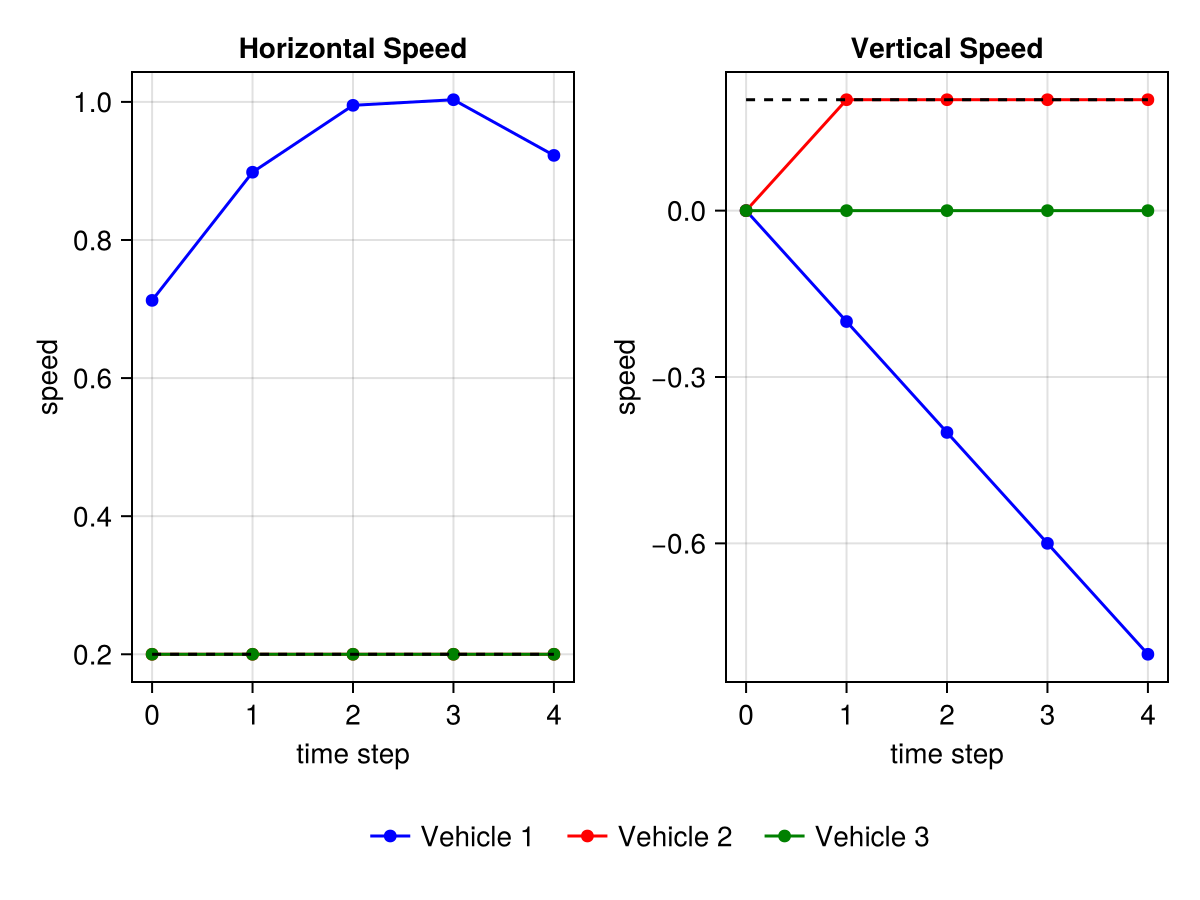 Horizontal Speed
1.0
0.8
0.6
0.4
0.2
speed
0 1 2 3 4
time step
Vertical Speed
0.0
−0.3
−0.6
speed
0 1 2 3 4
time step
Vehicle 1 Vehicle 2 Vehicle 3